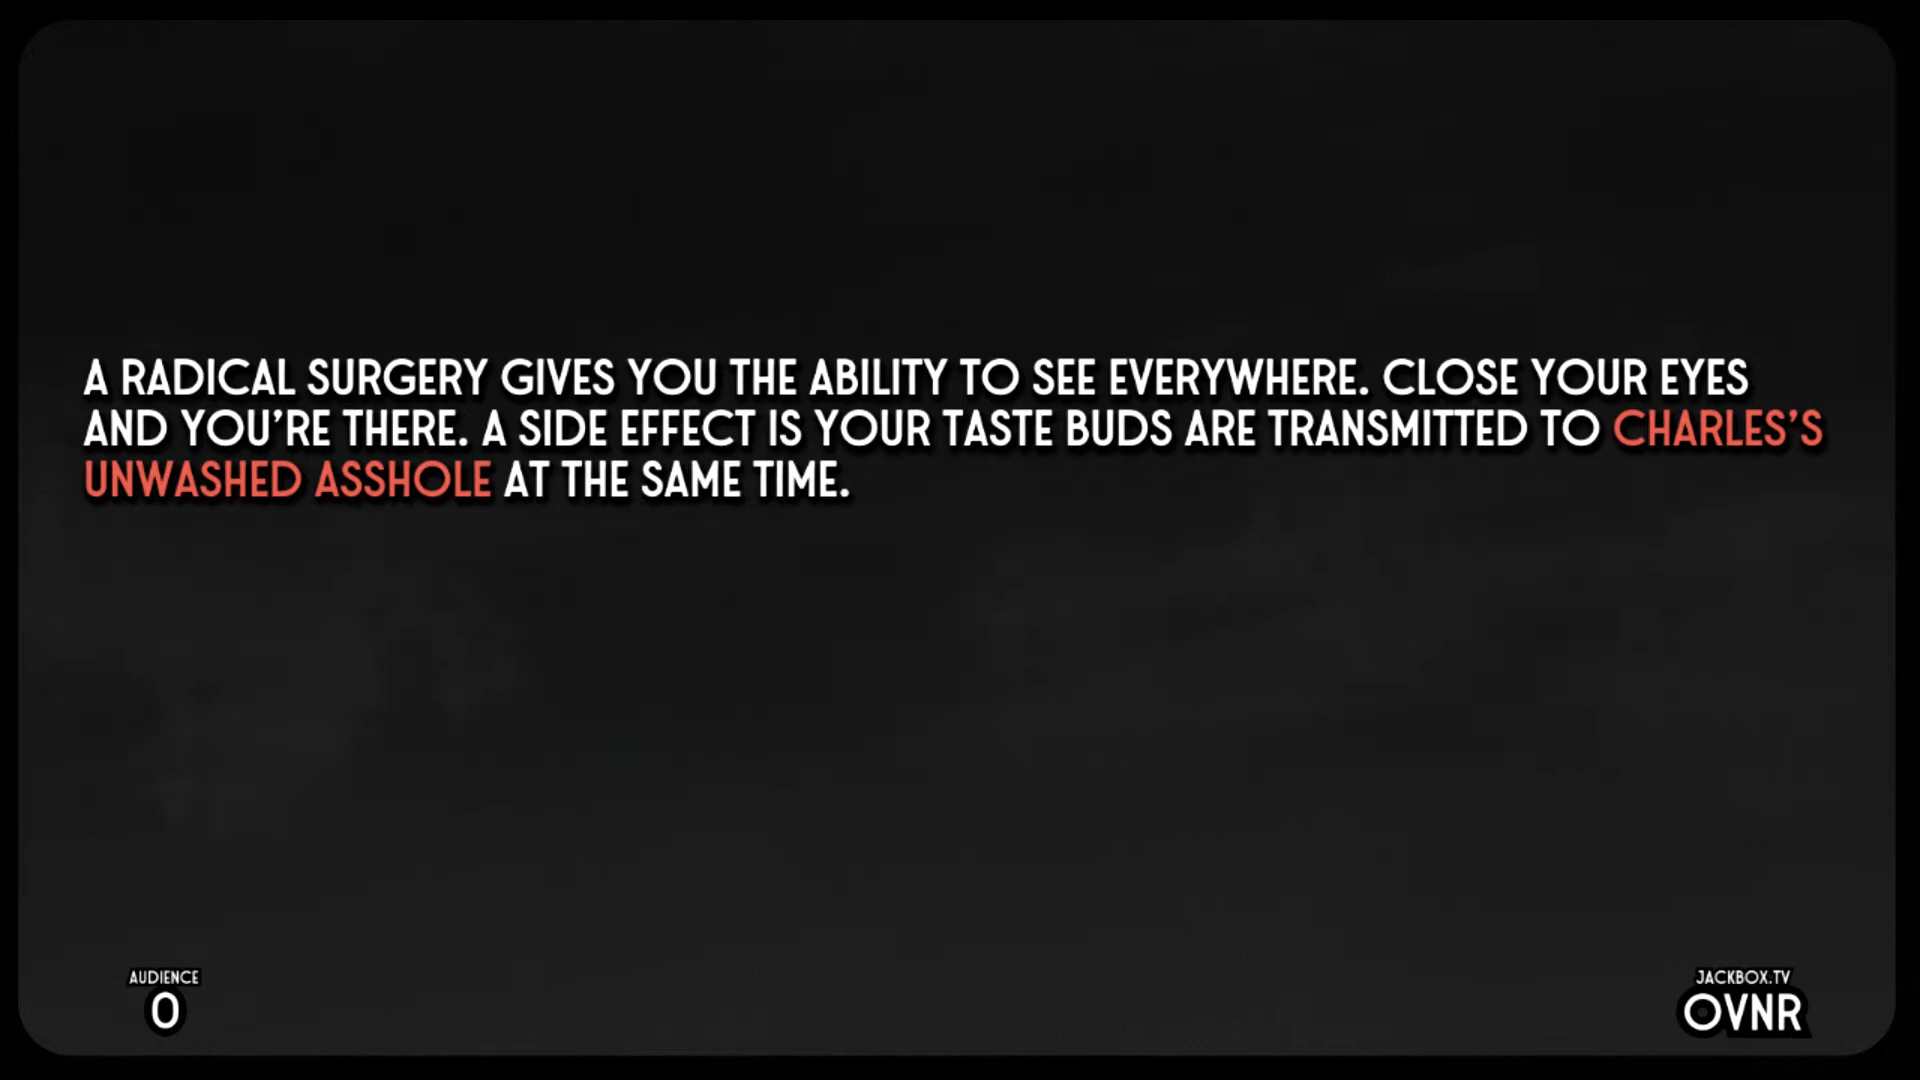 A RADICAL SURGERY GIVES YOU THE ABILITY TO SEE EVERYWHERE. CLOSE YOUR EYES
AND YOU'RE THERE. A SIDE EFFECT IS YOUR TASTE BUDS ARE TRANSMITTED TO CHARLES'S
UNWASHED ASSHOLE AT THE SAME TIME.
AUDIENCE
0
JACKBOX.TV
OVNR